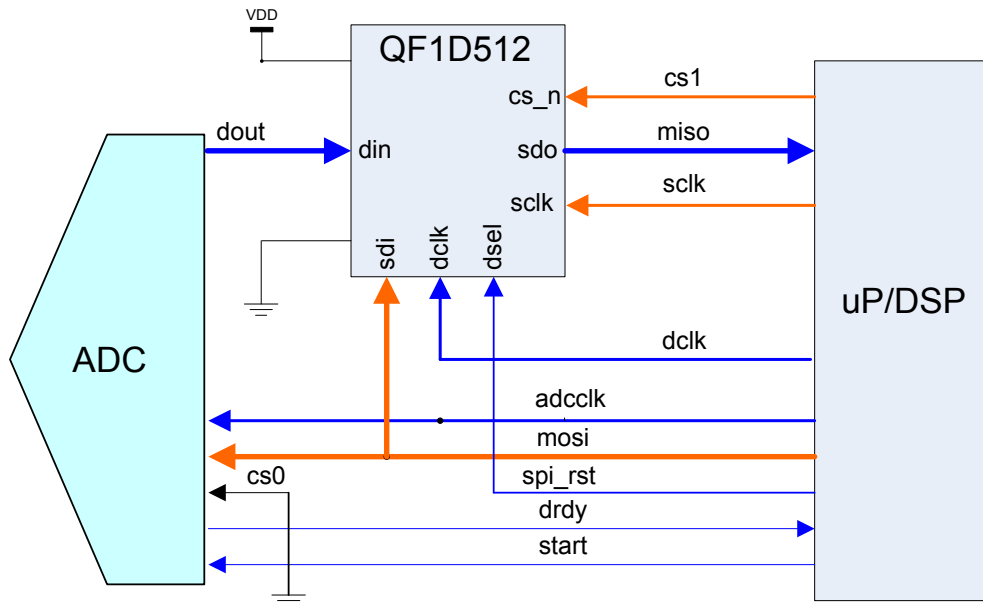 VDD
QF1D512
cs_n
cs1
dout
din
sdo
miso
sclk
sclk
sdi
dclk
dsel
uP/DSP
ADC
dclk
adcclk
mosi
cs0
spi_rst
drdy
start